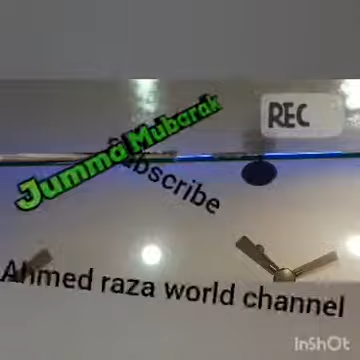 REC
Jumma Mubarak
Subscribe
Ahmed raza world channel
InShOt